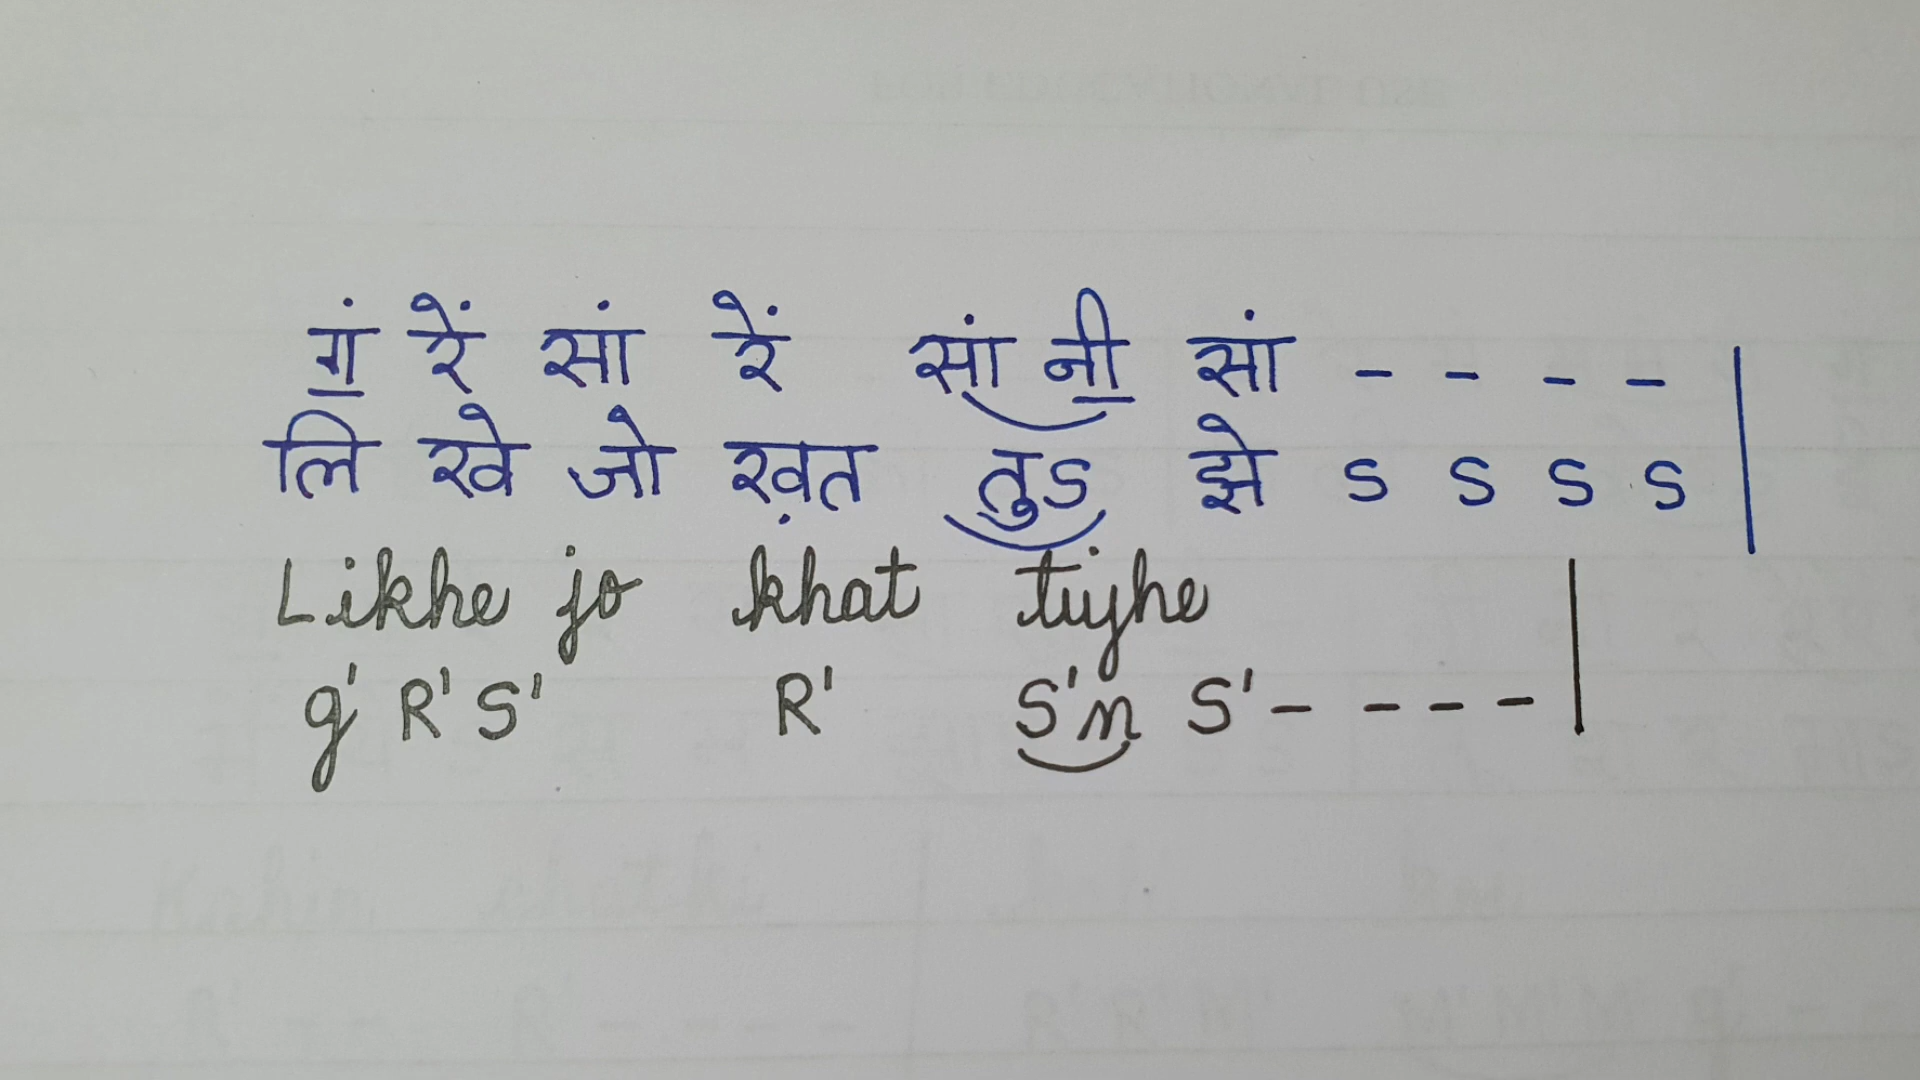 ग॒ं रें सां रें सां नी॒ सां - - - -|
लि खे जो ख़त तुऽ झे ऽ ऽ ऽ ऽ|
Likhe jo khat tujhe |
g' R' S' R' S'n S'- - - -|